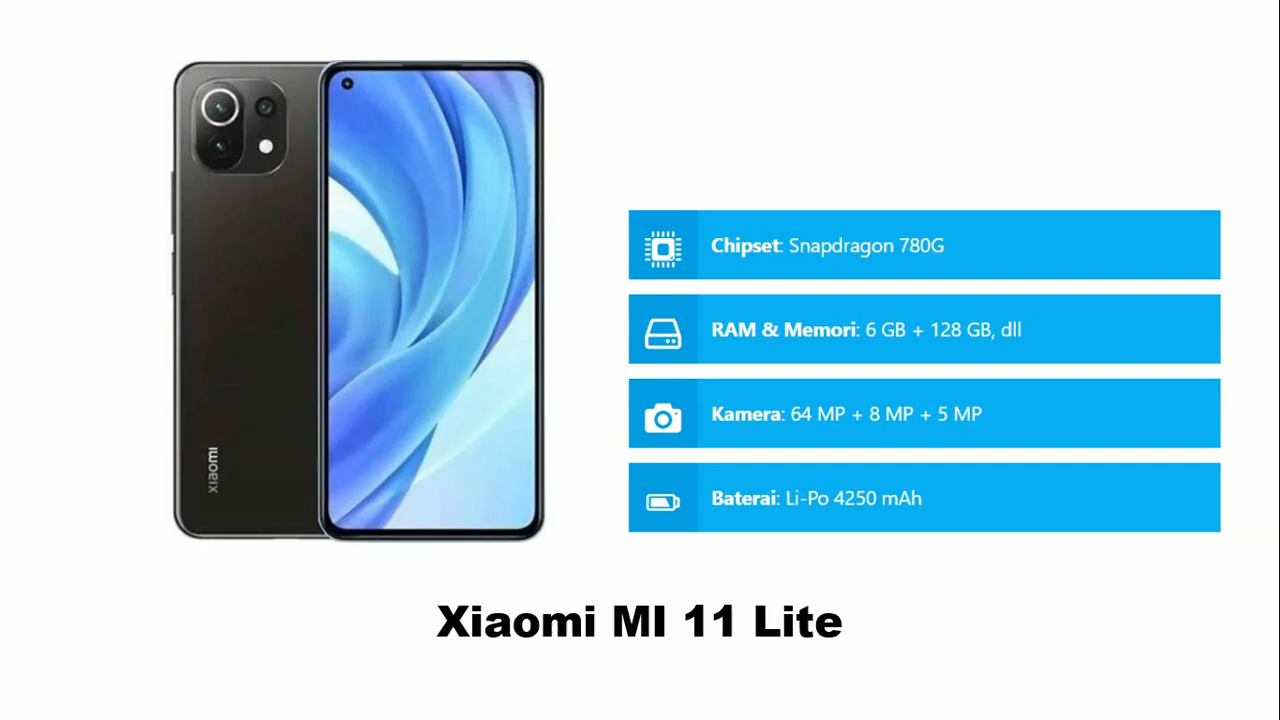 xiaomi
Chipset: Snapdragon 780G
RAM & Memori: 6 GB + 128 GB, dll
Kamera: 64 MP + 8 MP + 5 MP
Baterai: Li-Po 4250 mAh
Xiaomi MI 11 Lite